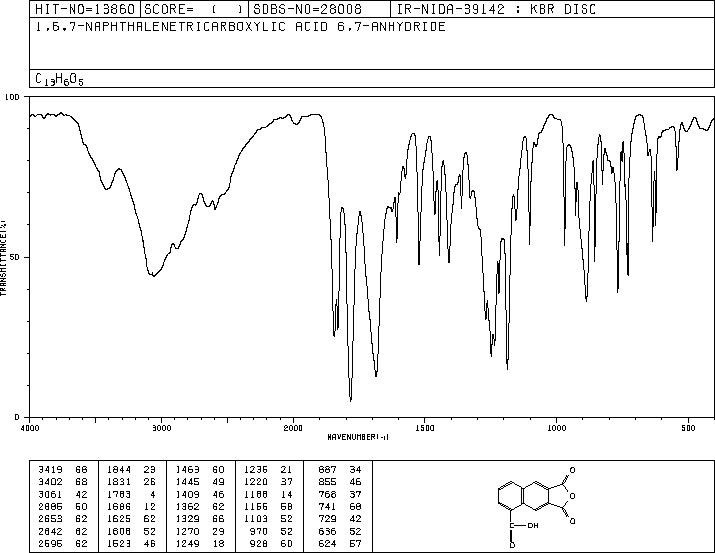 HIT-NO=13860 SCORE= ( ) SDBS-NO=28008 IR-NIDA-39142 : KBR DISC
1,6,7-NAPHTHALENETRICARBOXYLIC ACID 6,7-ANHYDRIDE
C13H6O5
100
50
0
TRANSMITTANCE(%)
4000 3000 2000 1500 1000 500
WAVENUMBER(-1)
3419 68 1844 23 1463 60 1236 21 887 34
3402 68 1831 26 1445 49 1220 37 855 46
3061 42 1783 4 1409 46 1188 14 768 37
2885 50 1686 12 1362 62 1156 58 741 68
2653 62 1625 62 1329 66 1103 52 729 42
2642 62 1608 52 1270 29 970 52 636 52
2595 62 1523 46 1249 18 928 60 624 57
O
O
O
C OH
O